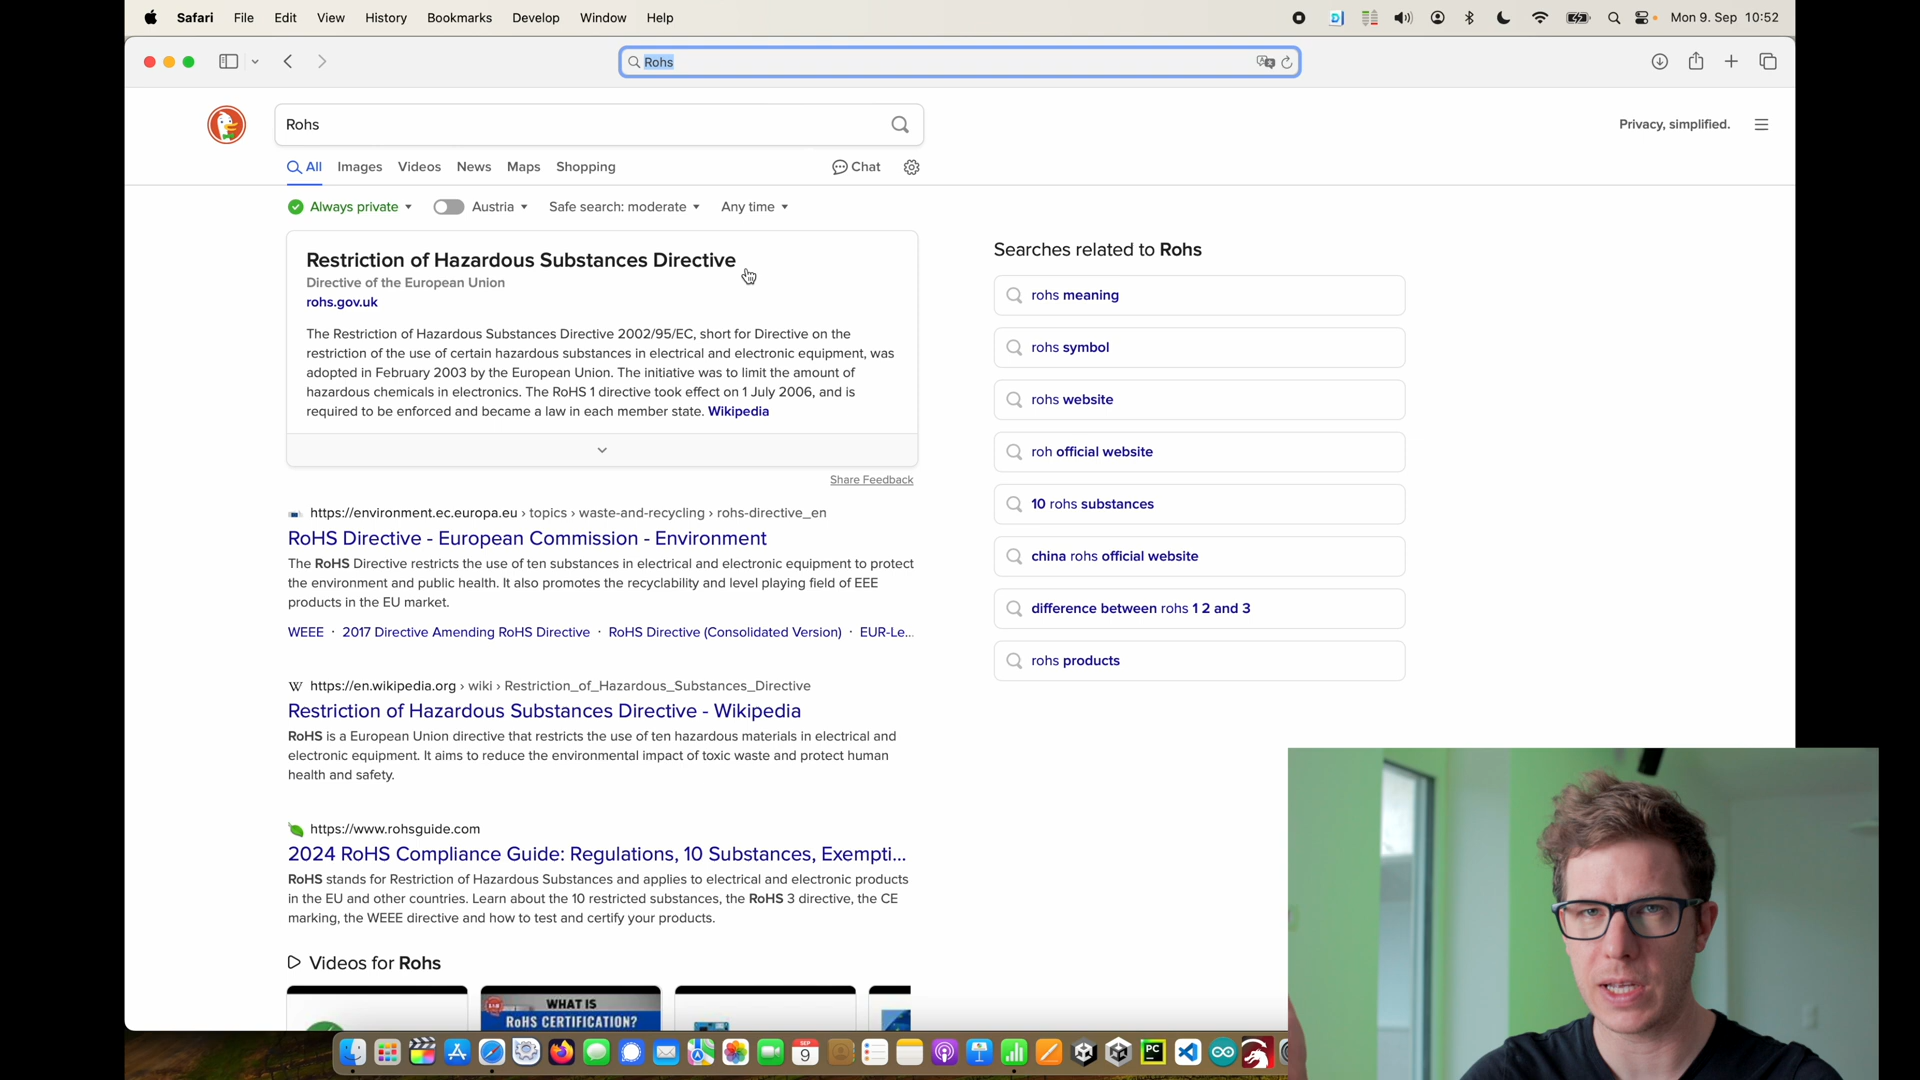 Safari File Edit View History Bookmarks Develop Window Help Mon 9. Sep 10:52
Rohs
Rohs
Privacy, simplified.
All Images Videos News Maps Shopping Chat
Always private Austria Safe search: moderate Any time
Restriction of Hazardous Substances Directive
Directive of the European Union
rohs.gov.uk
The Restriction of Hazardous Substances Directive 2002/95/EC, short for Directive on the
restriction of the use of certain hazardous substances in electrical and electronic equipment, was
adopted in February 2003 by the European Union. The initiative was to limit the amount of
hazardous chemicals in electronics. The RoHS 1 directive took effect on 1 July 2006, and is
required to be enforced and became a law in each member state. Wikipedia
Share Feedback
https://environment.ec.europa.eu › topics › waste-and-recycling › rohs-directive_en
RoHS Directive - European Commission - Environment
The RoHS Directive restricts the use of ten substances in electrical and electronic equipment to protect
the environment and public health. It also promotes the recyclability and level playing field of EEE
products in the EU market.
WEEE · 2017 Directive Amending RoHS Directive · RoHS Directive (Consolidated Version) · EUR-Le...
W https://en.wikipedia.org › wiki › Restriction_of_Hazardous_Substances_Directive
Restriction of Hazardous Substances Directive - Wikipedia
RoHS is a European Union directive that restricts the use of ten hazardous materials in electrical and
electronic equipment. It aims to reduce the environmental impact of toxic waste and protect human
health and safety.
https://www.rohsguide.com
2024 RoHS Compliance Guide: Regulations, 10 Substances, Exempti...
RoHS stands for Restriction of Hazardous Substances and applies to electrical and electronic products
in the EU and other countries. Learn about the 10 restricted substances, the RoHS 3 directive, the CE
marking, the WEEE directive and how to test and certify your products.
Videos for Rohs
WHAT IS
RoHS CERTIFICATION?
Searches related to Rohs
rohs meaning
rohs symbol
rohs website
roh official website
10 rohs substances
china rohs official website
difference between rohs 1 2 and 3
rohs products
SEP
9
PC